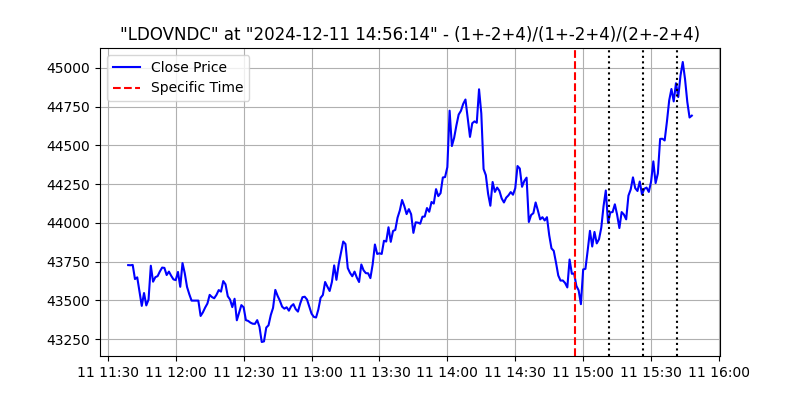 "LDOVNDC" at "2024-12-11 14:56:14" - (1+-2+4)/(1+-2+4)/(2+-2+4)
Close Price
Specific Time
45000
44750
44500
44250
44000
43750
43500
43250
11 11:30 11 12:00 11 12:30 11 13:00 11 13:30 11 14:00 11 14:30 11 15:00 11 15:30 11 16:00